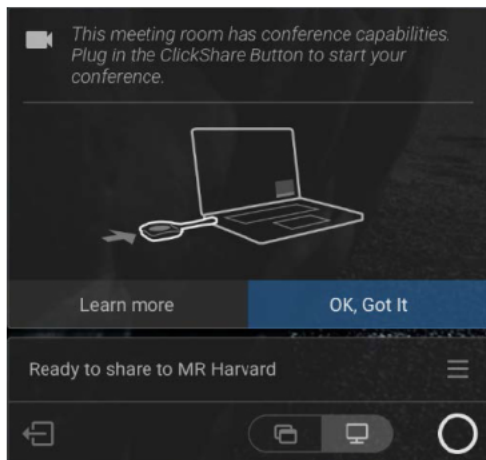 This meeting room has conference capabilities.
Plug in the ClickShare Button to start your
conference.
Learn more
OK, Got It
Ready to share to MR Harvard